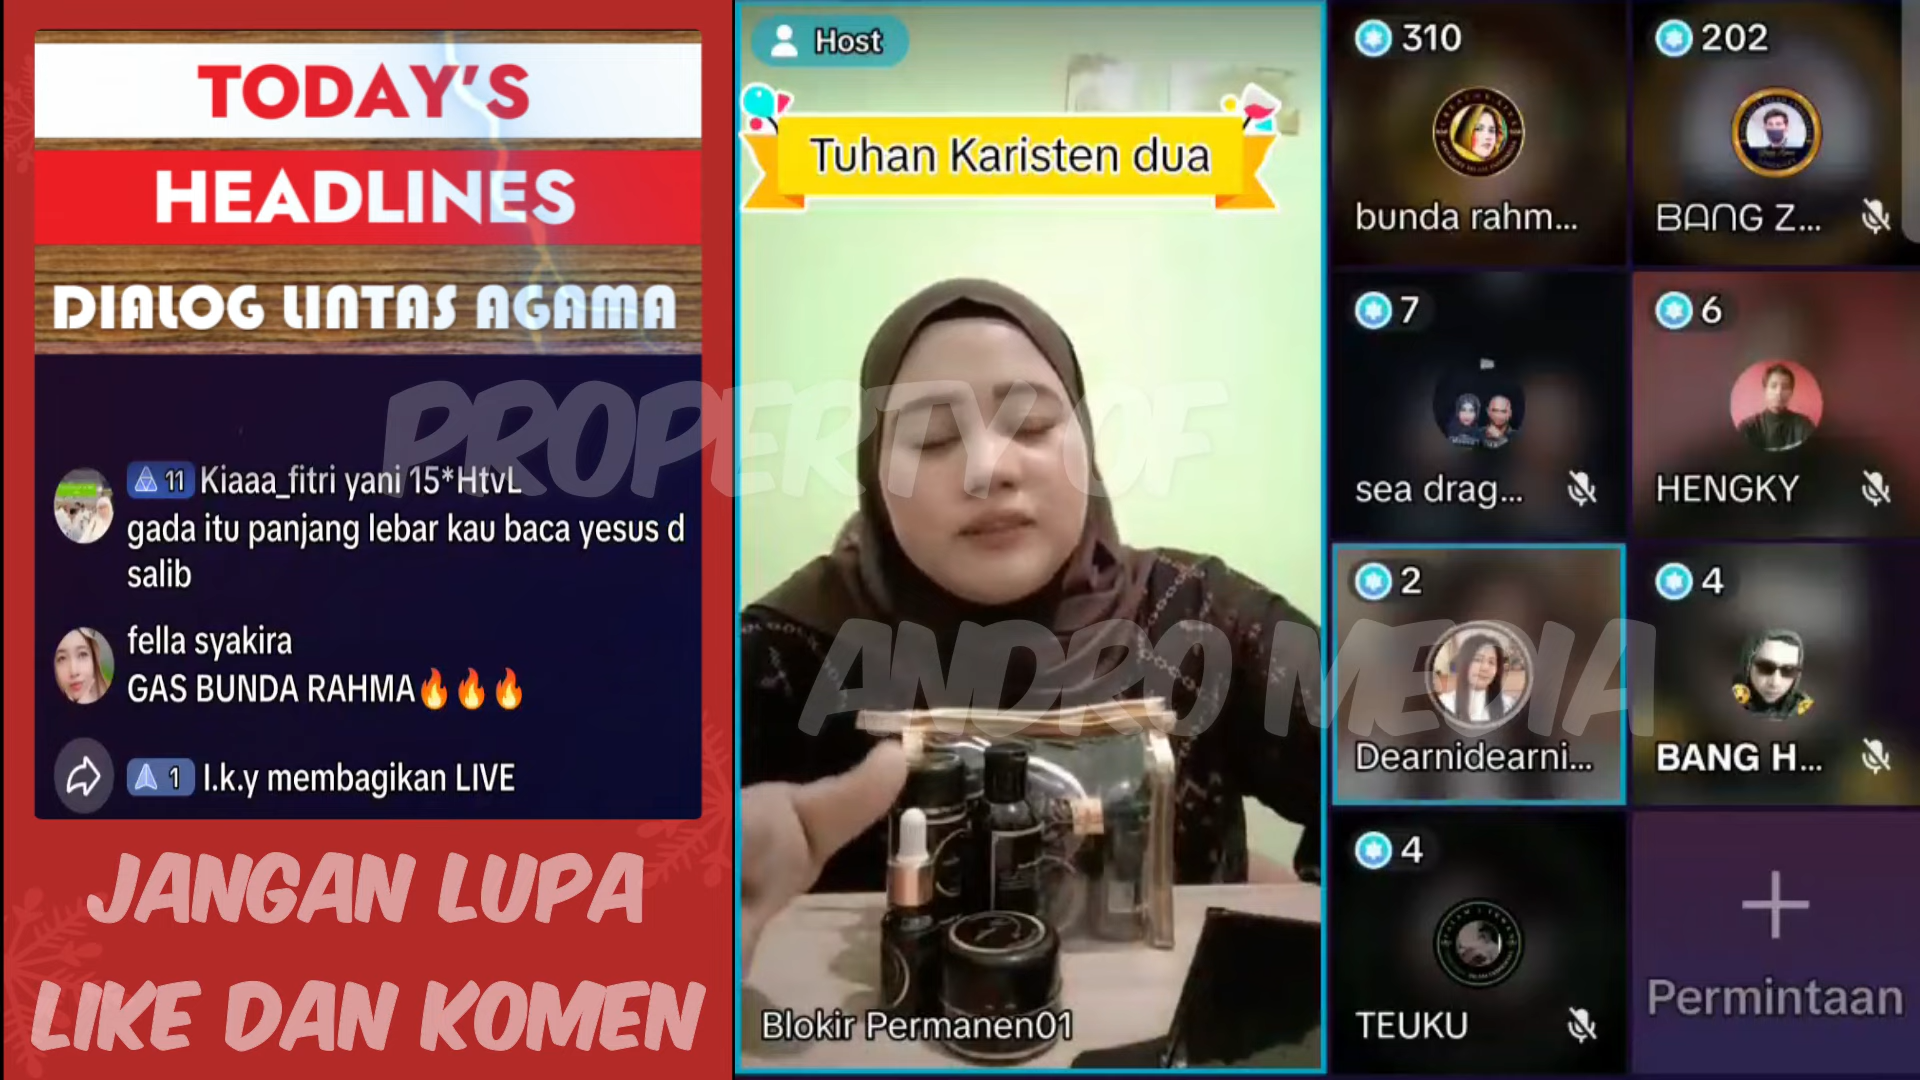 TODAY'S
HEADLINES
DIALOG LINTAS AGAMA
11 Kiaaa_fitri yani 15*HtvL
gada itu panjang lebar kau baca yesus d
salib
fella syakira
GAS BUNDA RAHMA🔥🔥🔥
1 I.k.y membagikan LIVE
JANGAN LUPA
LIKE DAN KOMEN
Host
Tuhan Karisten dua
PROPERTY OF
ANDRO MEDIA
Blokir Permanen01
310
bunda rahm...
202
BANG Z...
7
sea drag...
6
HENGKY
2
Dearnidearni...
4
BANG H...
4
TEUKU
Permintaan